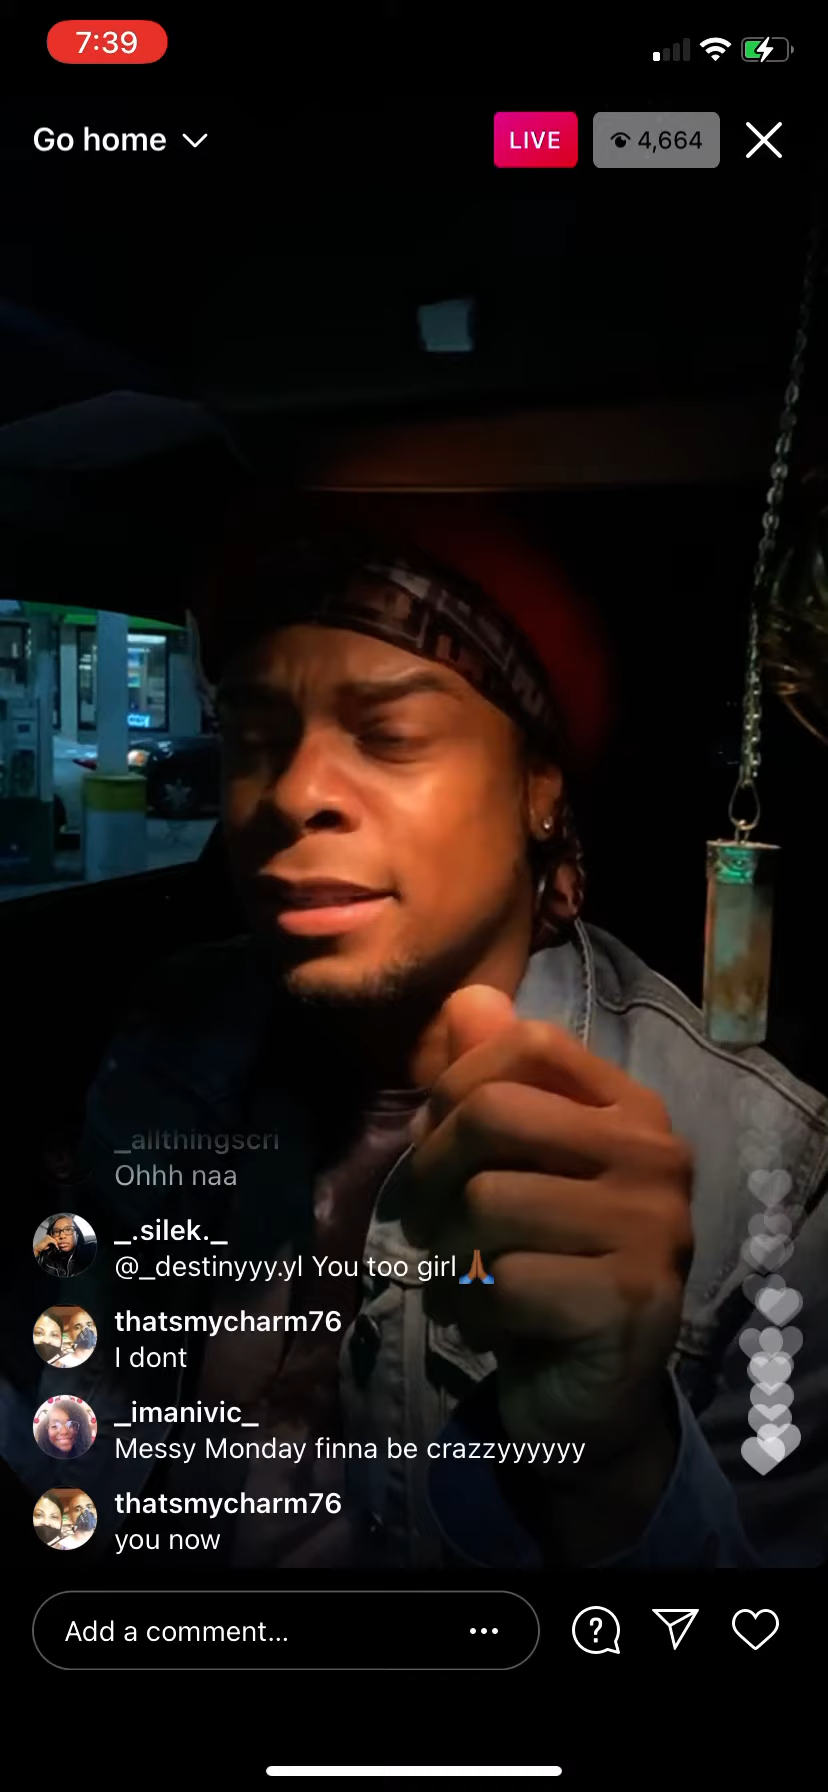 7:39
Go home
LIVE
4,664
_allthingscri
Ohhh naa
_.silek._
@_destinyyy.yl You too girl🙏🏾
thatsmycharm76
I dont
_imanivic_
Messy Monday finna be crazzyyyyyy
thatsmycharm76
you now
Add a comment...